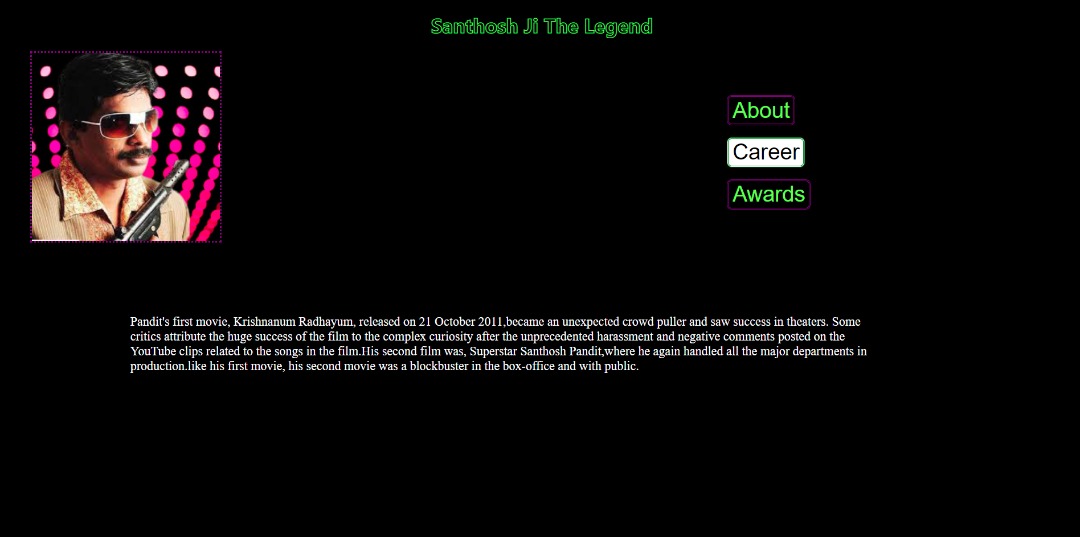 Santhosh Ji The Legend
About
Career
Awards
Pandit's first movie, Krishnanum Radhayum, released on 21 October 2011,became an unexpected crowd puller and saw success in theaters. Some
critics attribute the huge success of the film to the complex curiosity after the unprecedented harassment and negative comments posted on the
YouTube clips related to the songs in the film.His second film was, Superstar Santhosh Pandit,where he again handled all the major departments in
production.like his first movie, his second movie was a blockbuster in the box-office and with public.